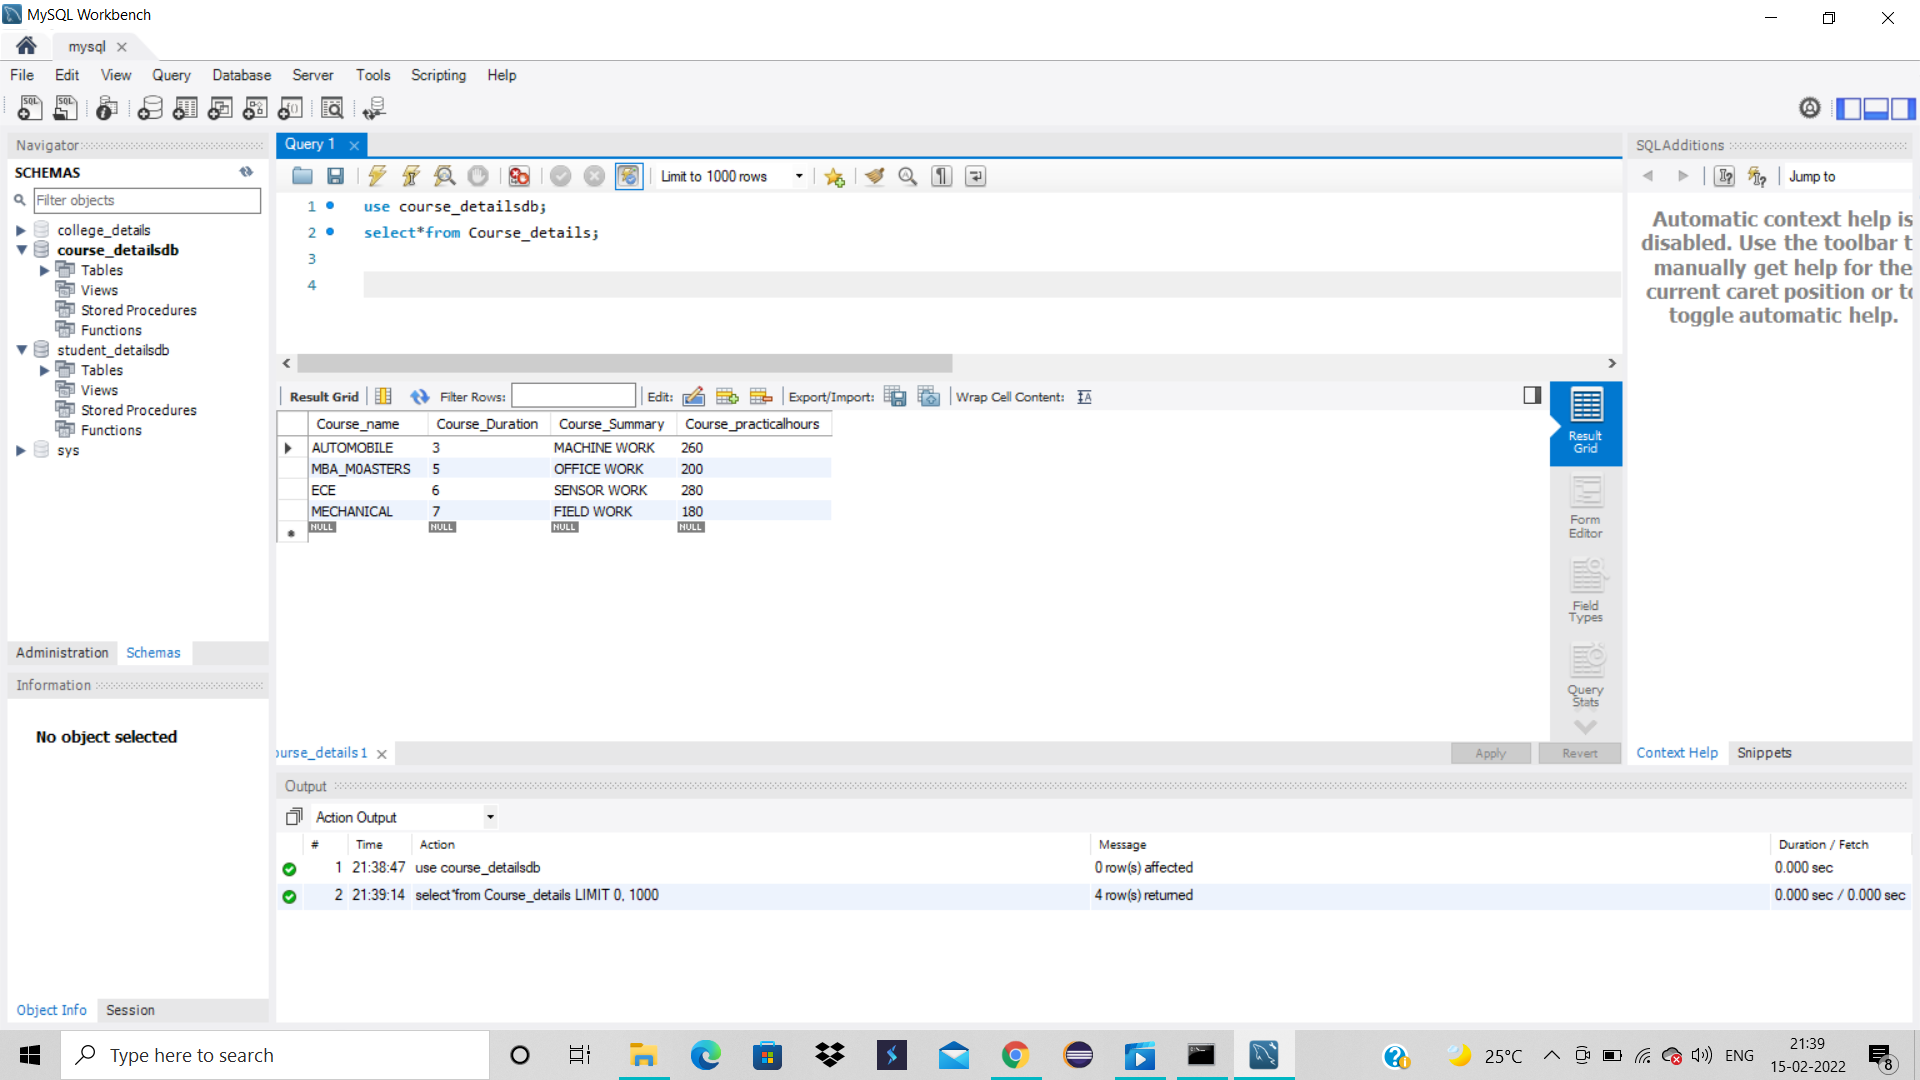 MySQL Workbench
mysql
File Edit View Query Database Server Tools Scripting Help
Navigator
SCHEMAS
Filter objects
college_details
course_detailsdb
Tables
Views
Stored Procedures
Functions
student_detailsdb
Tables
Views
Stored Procedures
Functions
sys
Administration Schemas
Information
No object selected
Object Info Session
Query 1
Limit to 1000 rows
1 use course_detailsdb;
2 select*from Course_details;
3
4
Result Grid Filter Rows: Edit: Export/Import: Wrap Cell Content:
Course_name Course_Duration Course_Summary Course_practicalhours
AUTOMOBILE 3 MACHINE WORK 260
MBA_M0ASTERS 5 OFFICE WORK 200
ECE 6 SENSOR WORK 280
MECHANICAL 7 FIELD WORK 180
NULL NULL NULL NULL
Result
Grid
Form
Editor
Field
Types
Query
Stats
ourse_details1
Apply Revert
SQLAdditions
Jump to
Automatic context help is
disabled. Use the toolbar t
manually get help for the
current caret position or to
toggle automatic help.
Context Help Snippets
Output
Action Output
# Time Action Message Duration / Fetch
1 21:38:47 use course_detailsdb 0 row(s) affected 0.000 sec
2 21:39:14 select*from Course_details LIMIT 0, 1000 4 row(s) returned 0.000 sec / 0.000 sec
Type here to search
25°C
ENG
21:39
15-02-2022
8